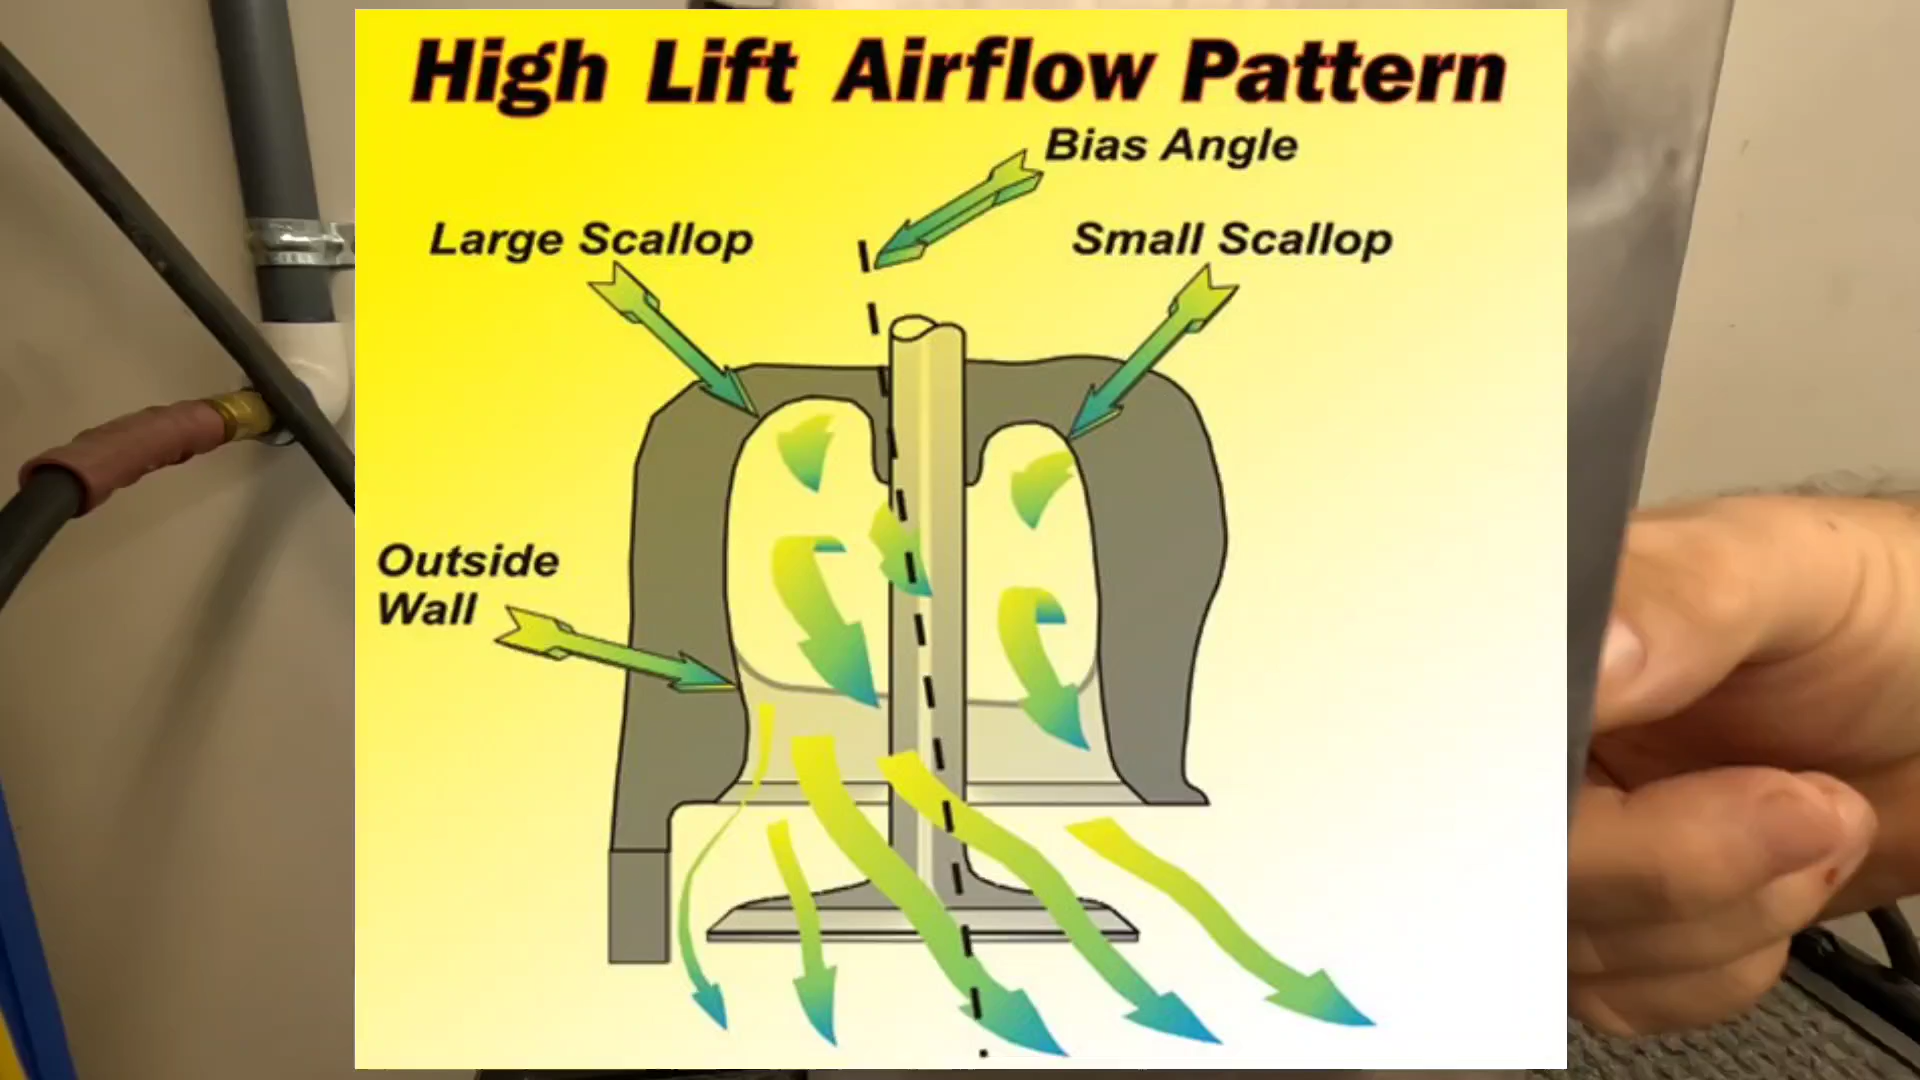 High Lift Airflow Pattern
Bias Angle
Large Scallop
Small Scallop
Outside
Wall